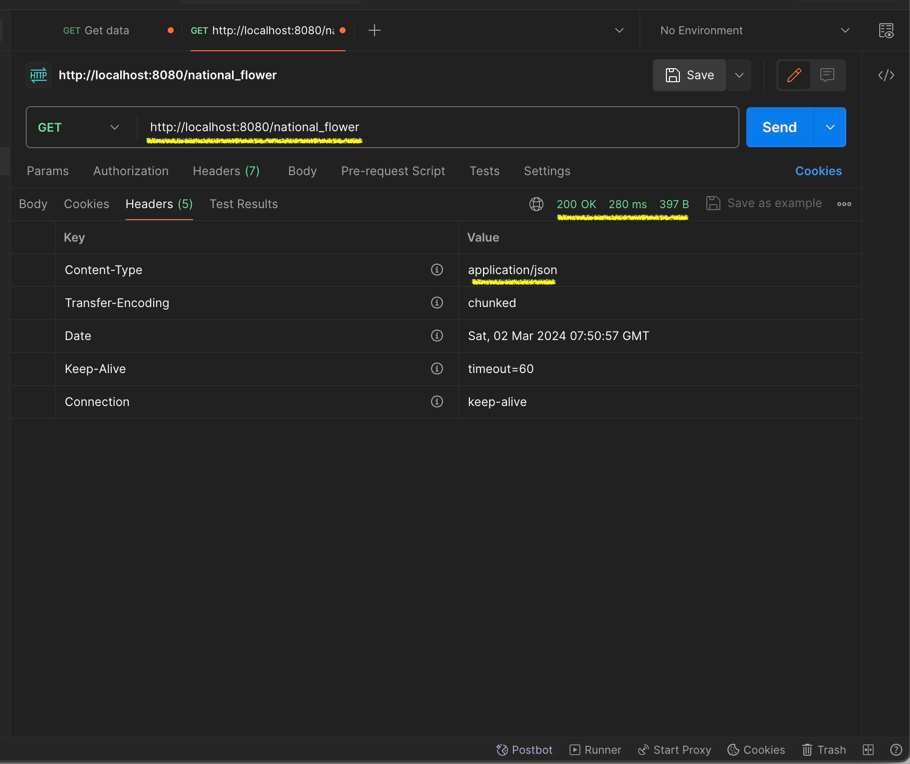 GET Get data GET http://localhost:8080/na No Environment
HTTP http://localhost:8080/national_flower Save
GET http://localhost:8080/national_flower Send
Params Authorization Headers (7) Body Pre-request Script Tests Settings Cookies
Body Cookies Headers (5) Test Results 200 OK 280 ms 397 B Save as example
Key Value
Content-Type application/json
Transfer-Encoding chunked
Date Sat, 02 Mar 2024 07:50:57 GMT
Keep-Alive timeout=60
Connection keep-alive
Postbot Runner Start Proxy Cookies Trash